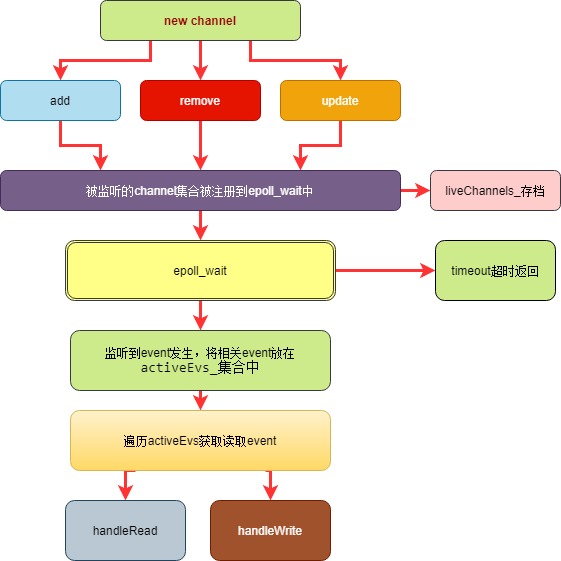 new channel
add
remove
update
被监听的channel集合被注册到epoll_wait中
liveChannels_存档
epoll_wait
timeout超时返回
监听到event发生，将相关event放在
activeEvs_集合中
遍历activeEvs获取读取event
handleRead
handleWrite